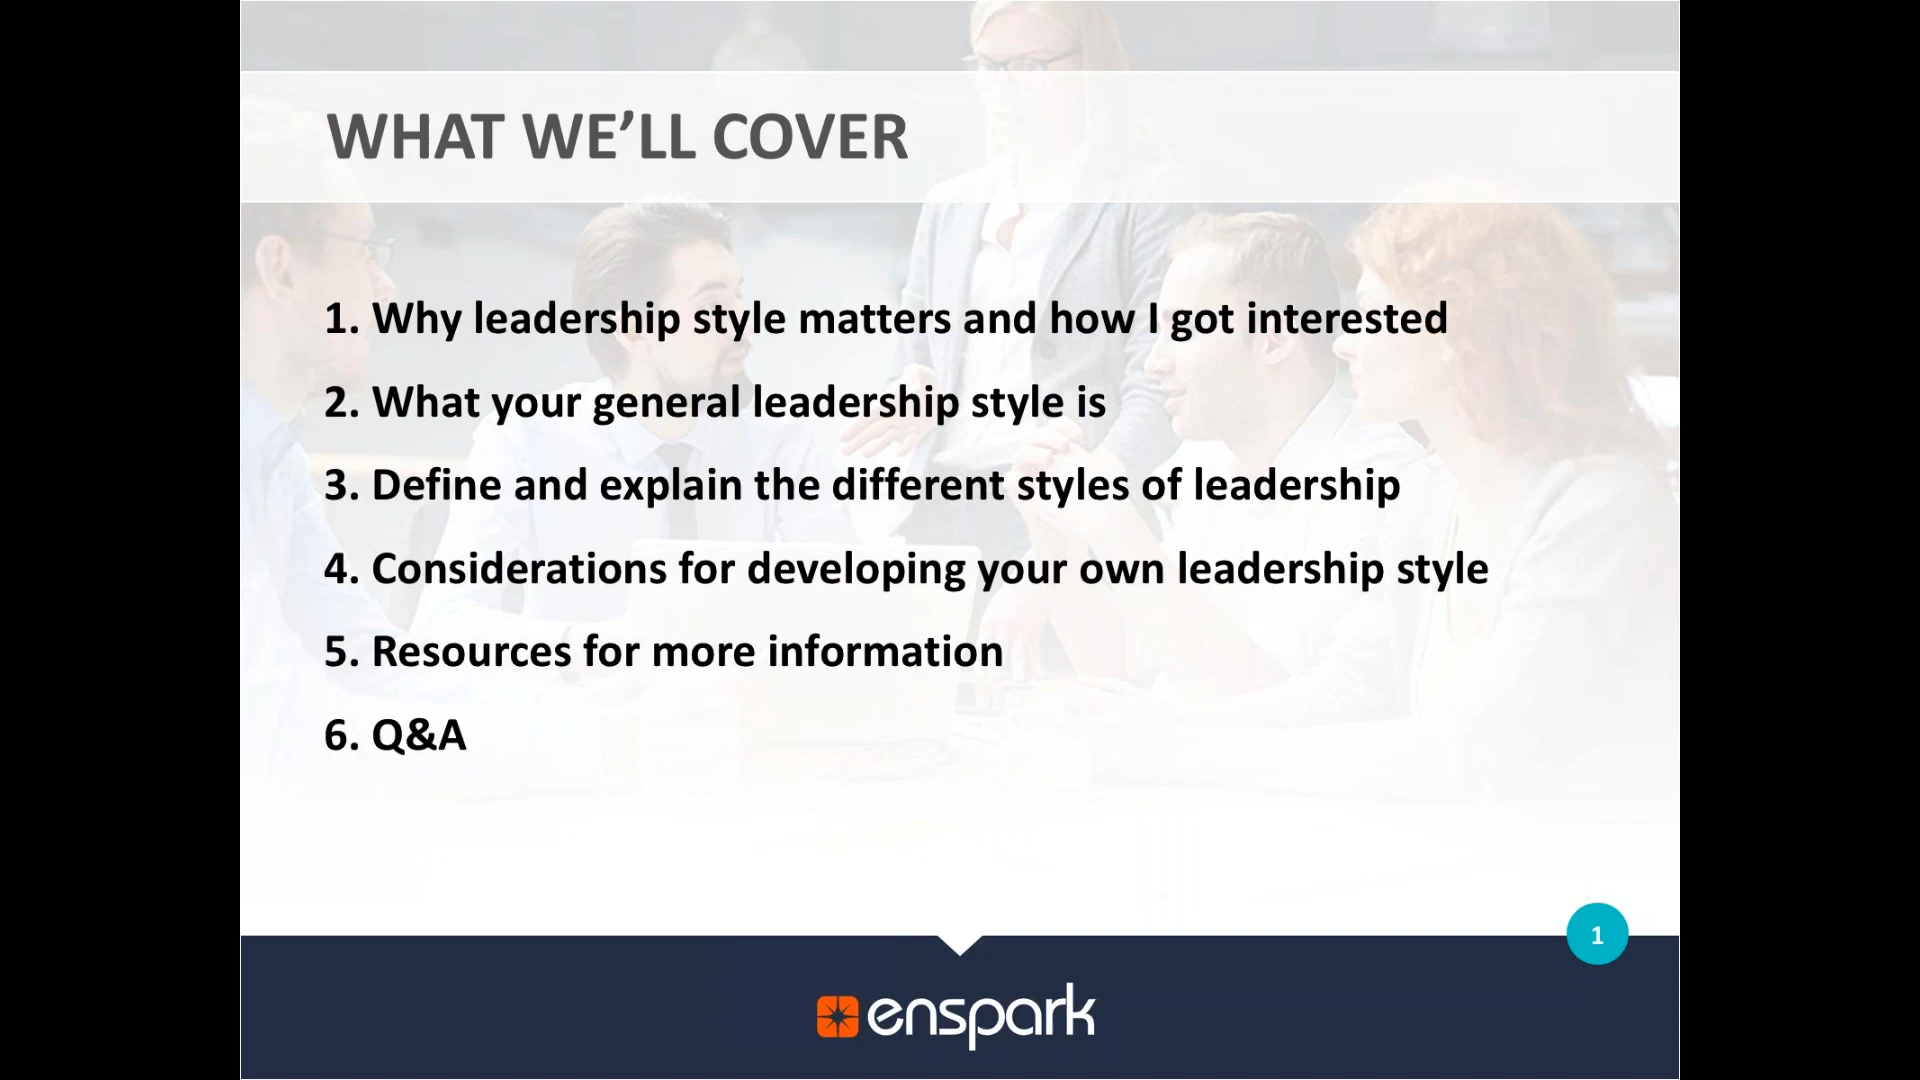 WHAT WE’LL COVER
1. Why leadership style matters and how I got interested
2. What your general leadership style is
3. Define and explain the different styles of leadership
4. Considerations for developing your own leadership style
5. Resources for more information
6. Q&A
1
enspark